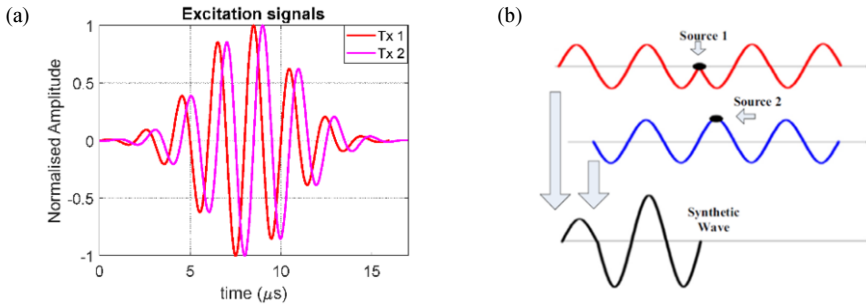 (a)
Excitation signals
1
0.5
0
-0.5
-1
Normalised Amplitude
0 5 10 15
time (μs)
Tx 1
Tx 2
(b)
Source 1
Source 2
Synthetic
Wave